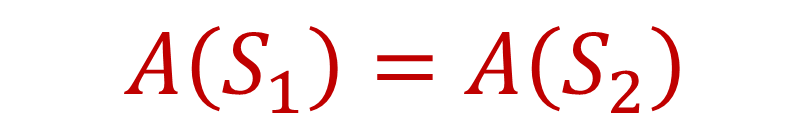 A(S₁) = A(S₂)